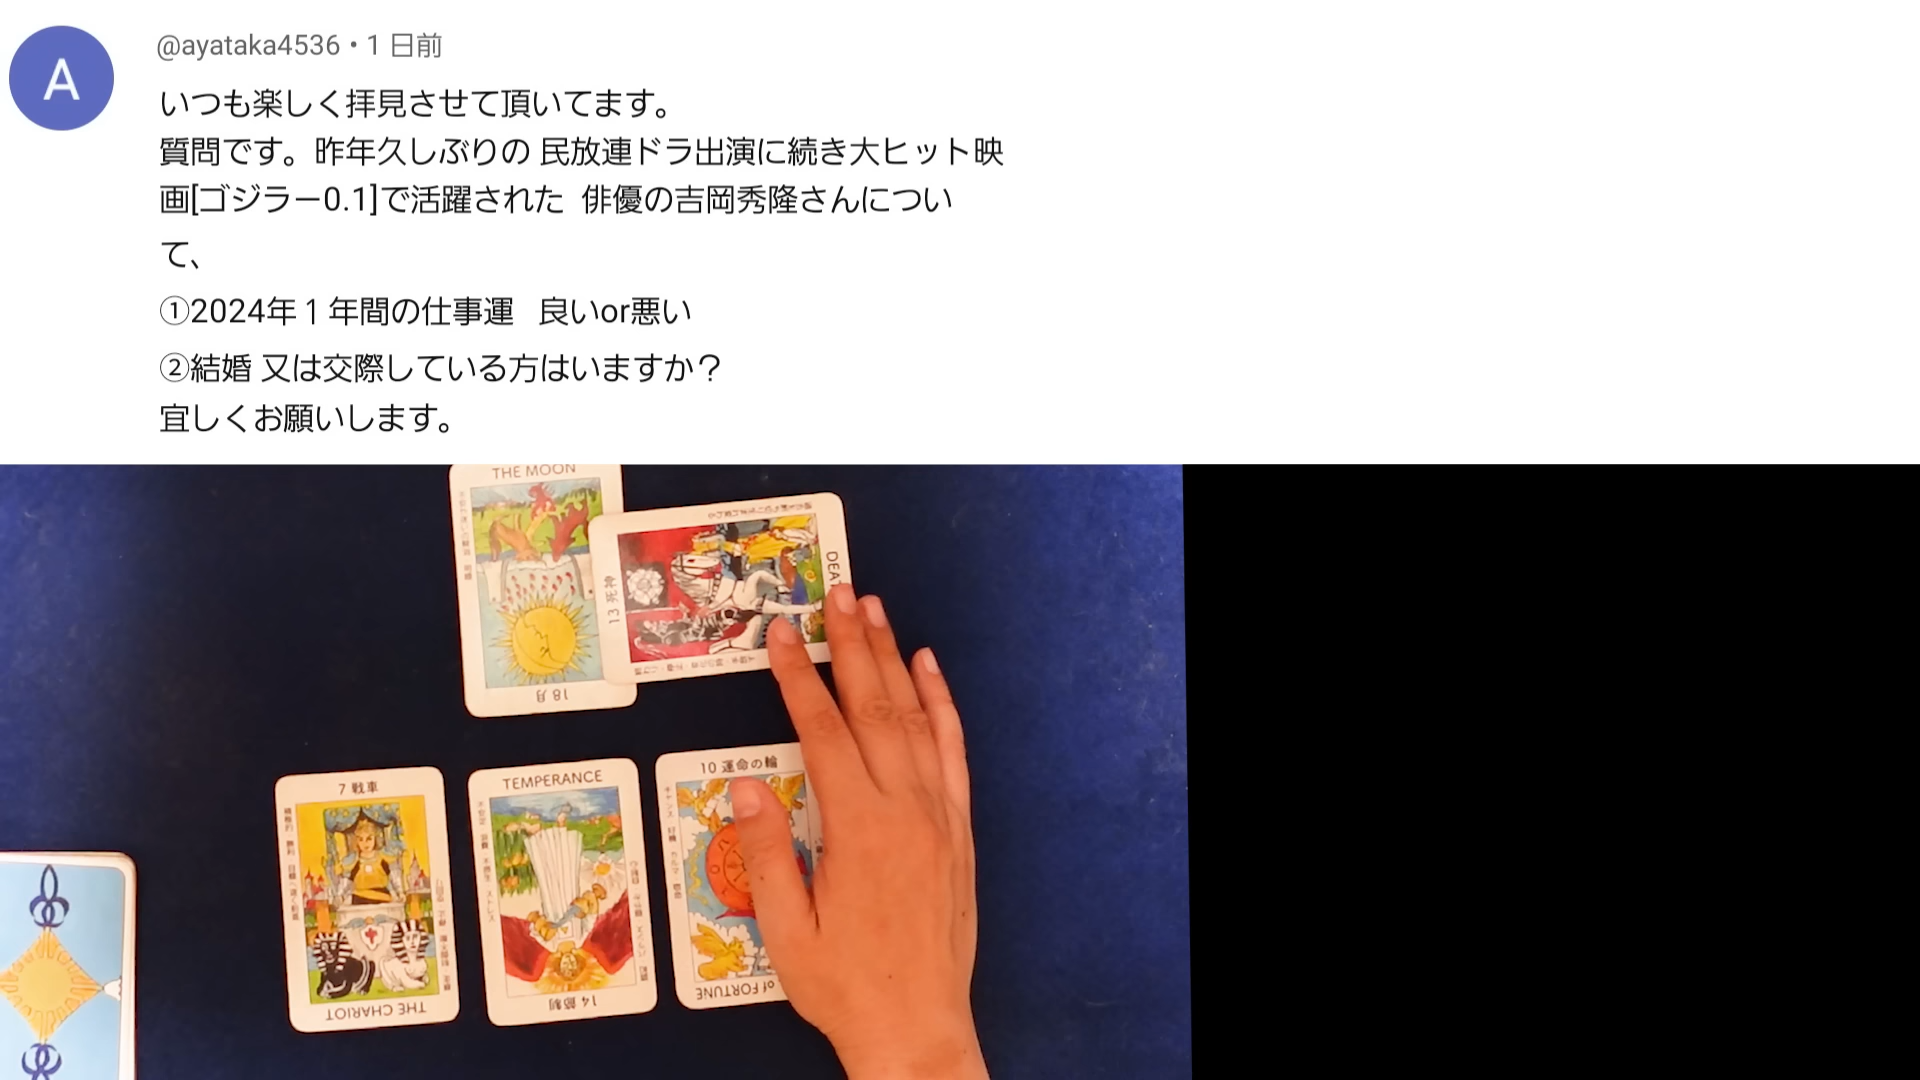 A
@ayataka4536 • 1 日前
いつも楽しく拝見させて頂いてます。
質問です。昨年久しぶりの 民放連ドラ出演に続き大ヒット映
画[ゴジラー0.1]で活躍された 俳優の吉岡秀隆さんについ
て、
①2024年１年間の仕事運 良いor悪い
②結婚 又は交際している方はいますか？
宜しくお願いします。
THE MOON
18 月
13 死神
7 戦車
THE CHARIOT
TEMPERANCE
14 節制
10 運命の輪
of FORTUNE